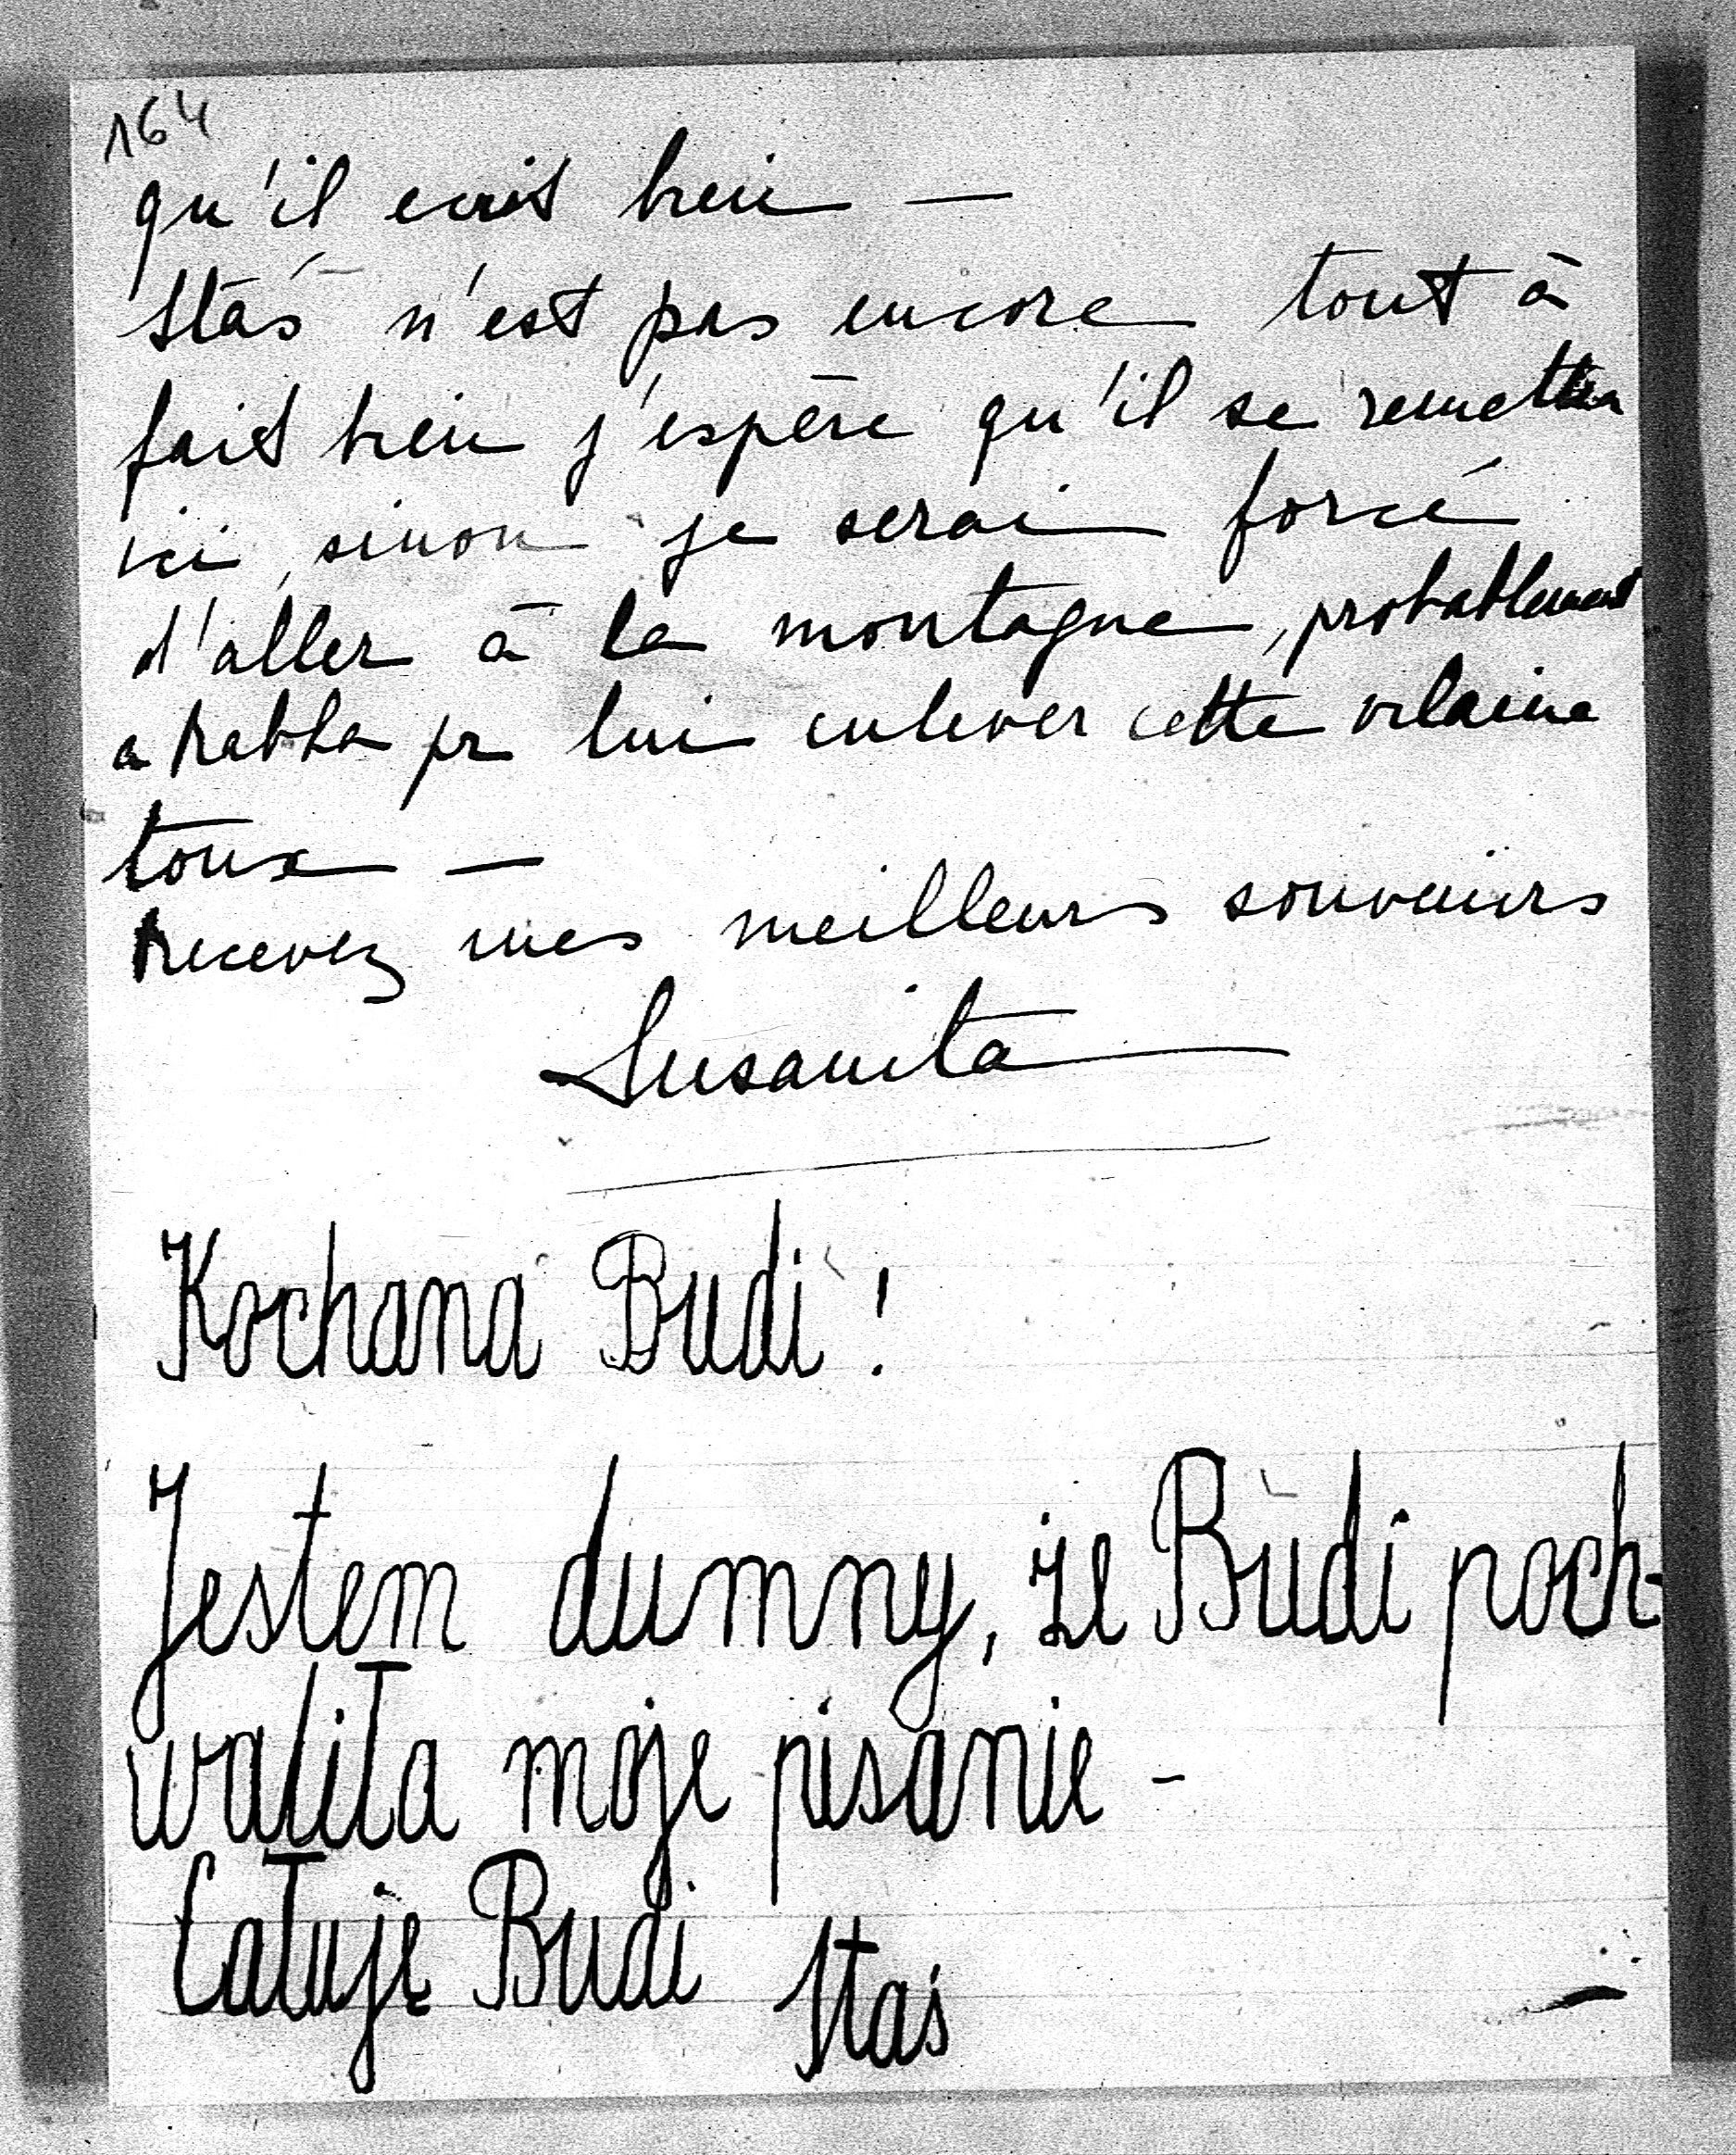 164
qu'il ecrit bien —
Staś n'est pas encore tout à
fait bien j'espère qu'il se remettra
ici, sinon je serai forcé
d'aller à la montagne, probablement
a Rabka pr lui enlever cette vilaine
toux —
Recevez mes meilleurs souvenirs
Susanita
Kochana Budi!
Jestem dumny, że Budi poch-
waliła moje pisanie -
Całuję Budi Staś